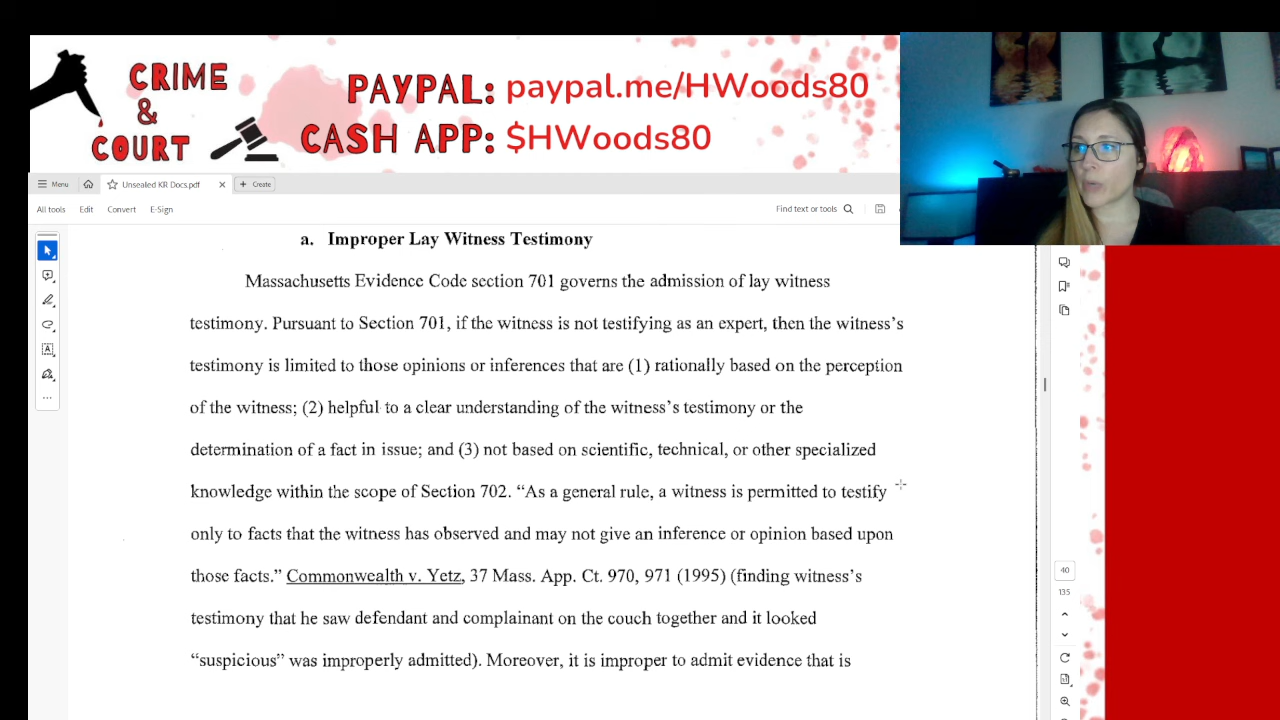 CRIME
&
COURT
PAYPAL: paypal.me/HWoods80
CASH APP: $HWoods80
Menu
Unsealed KR Docs.pdf
Create
All tools Edit Convert E-Sign
Find text or tools
a. Improper Lay Witness Testimony
Massachusetts Evidence Code section 701 governs the admission of lay witness
testimony. Pursuant to Section 701, if the witness is not testifying as an expert, then the witness's
testimony is limited to those opinions or inferences that are (1) rationally based on the perception
of the witness; (2) helpful to a clear understanding of the witness's testimony or the
determination of a fact in issue; and (3) not based on scientific, technical, or other specialized
knowledge within the scope of Section 702. “As a general rule, a witness is permitted to testify
only to facts that the witness has observed and may not give an inference or opinion based upon
those facts.” Commonwealth v. Yetz, 37 Mass. App. Ct. 970, 971 (1995) (finding witness's
testimony that he saw defendant and complainant on the couch together and it looked
“suspicious” was improperly admitted). Moreover, it is improper to admit evidence that is
40
135